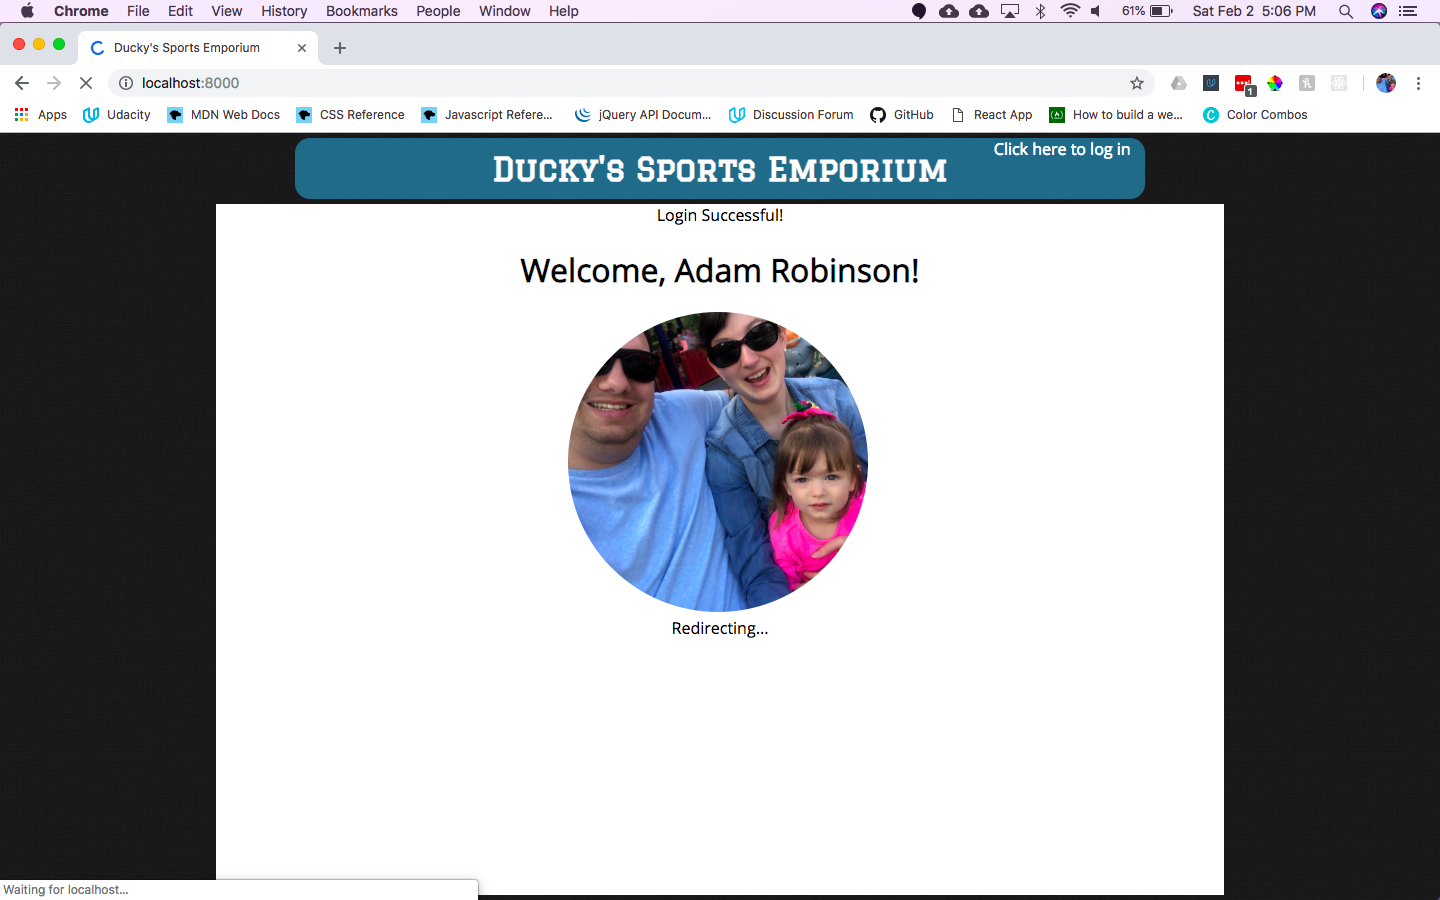 Chrome File Edit View History Bookmarks People Window Help 61% Sat Feb 2 5:06 PM
Ducky's Sports Emporium
localhost:8000
1
Apps Udacity MDN Web Docs CSS Reference Javascript Refere... jQuery API Docum... Discussion Forum GitHub React App How to build a we... Color Combos
Click here to log in
Ducky's Sports Emporium
Login Successful!
Welcome, Adam Robinson!
Redirecting...
Waiting for localhost...